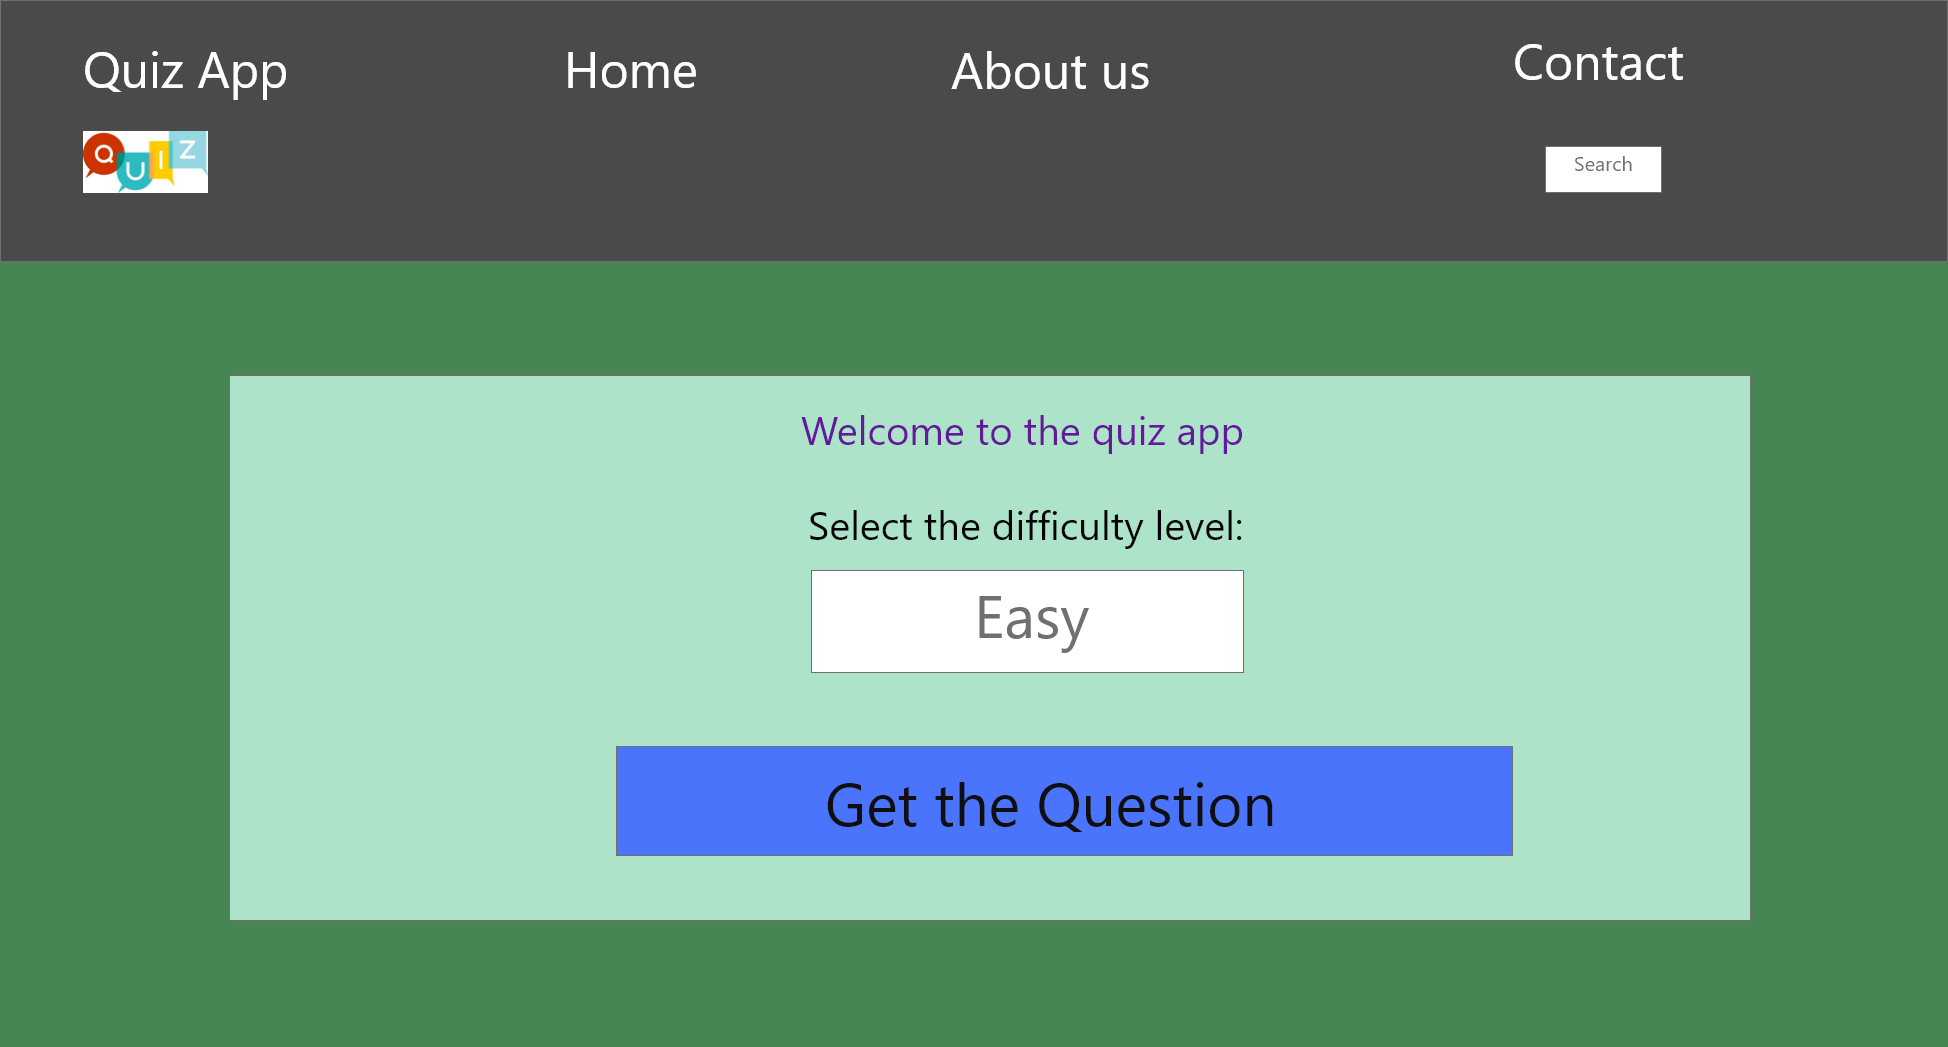 Quiz App
Home
About us
Contact
QUIZ
Search
Welcome to the quiz app
Select the difficulty level:
Easy
Get the Question